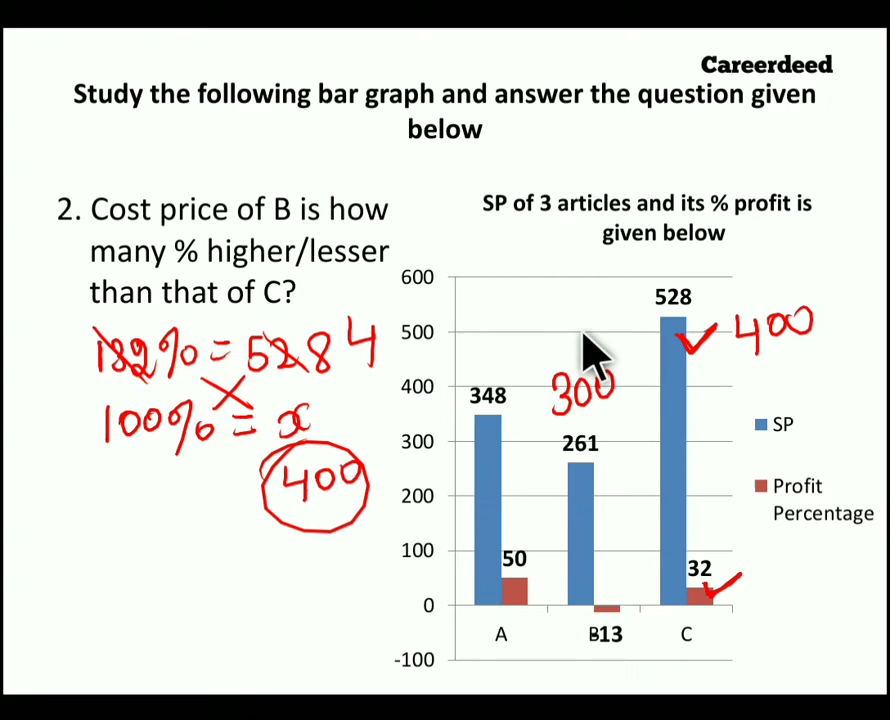 Careerdeed
Study the following bar graph and answer the question given
below
2. Cost price of B is how
many % higher/lesser
than that of C?
132% = 528 4
100% = x
400
SP of 3 articles and its % profit is
given below
600
500
400
300
200
100
0
-100
348
50
A
300
261
B
-13
528
400
32
C
SP
Profit
Percentage